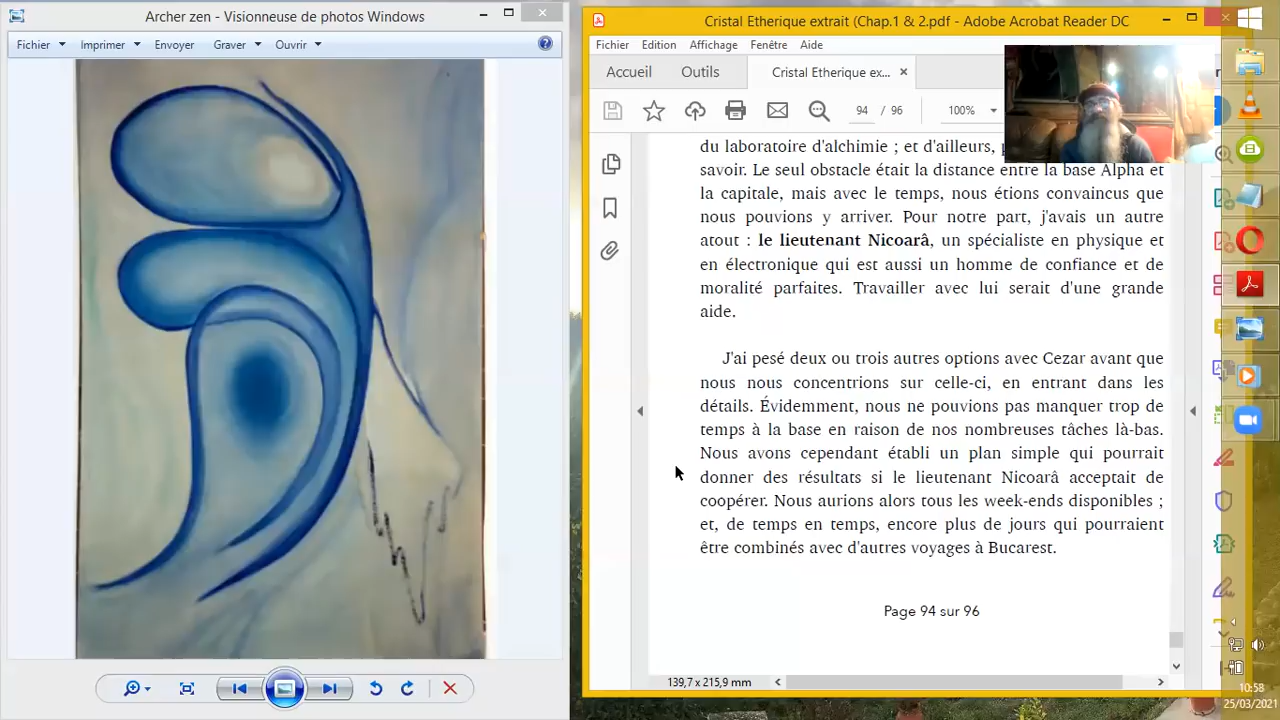 Archer zen - Visionneuse de photos Windows
Fichier Imprimer Envoyer Graver Ouvrir
Cristal Etherique extrait (Chap.1 & 2.pdf - Adobe Acrobat Reader DC
Fichier Edition Affichage Fenêtre Aide
Accueil Outils Cristal Etherique ex...
94 / 96 100%
du laboratoire d'alchimie ; et d'ailleurs,
savoir. Le seul obstacle était la distance entre la base Alpha et
la capitale, mais avec le temps, nous étions convaincus que
nous pouvions y arriver. Pour notre part, j'avais un autre
atout : le lieutenant Nicoarâ, un spécialiste en physique et
en électronique qui est aussi un homme de confiance et de
moralité parfaites. Travailler avec lui serait d'une grande
aide.
J'ai pesé deux ou trois autres options avec Cezar avant que
nous nous concentrions sur celle-ci, en entrant dans les
détails. Évidemment, nous ne pouvions pas manquer trop de
temps à la base en raison de nos nombreuses tâches là-bas.
Nous avons cependant établi un plan simple qui pourrait
donner des résultats si le lieutenant Nicoarâ acceptait de
coopérer. Nous aurions alors tous les week-ends disponibles ;
et, de temps en temps, encore plus de jours qui pourraient
être combinés avec d'autres voyages à Bucarest.
Page 94 sur 96
139,7 x 215,9 mm
10:58
25/03/2021